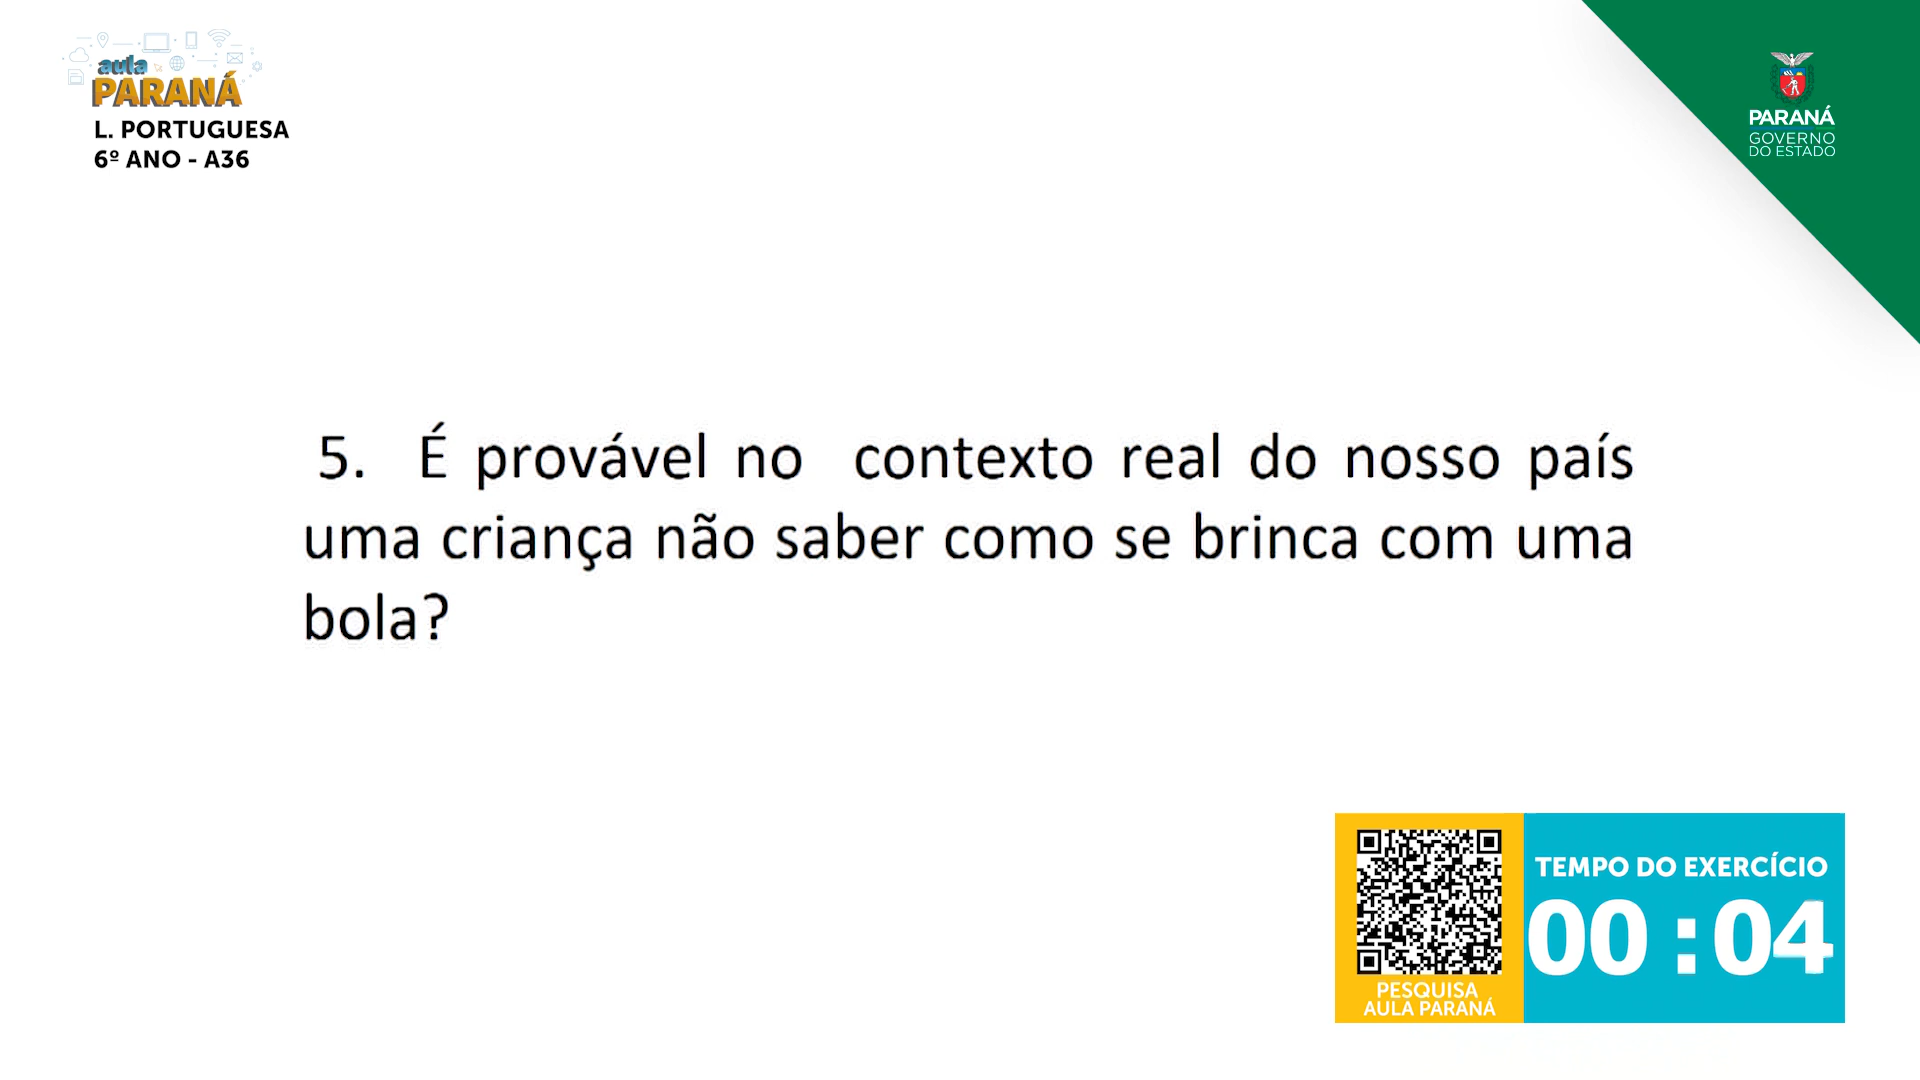 aula
PARANÁ
L. PORTUGUESA
6º ANO - A36
PARANÁ
GOVERNO
DO ESTADO
5. É provável no contexto real do nosso país
uma criança não saber como se brinca com uma
bola?
PESQUISA
AULA PARANÁ
TEMPO DO EXERCÍCIO
00 : 04